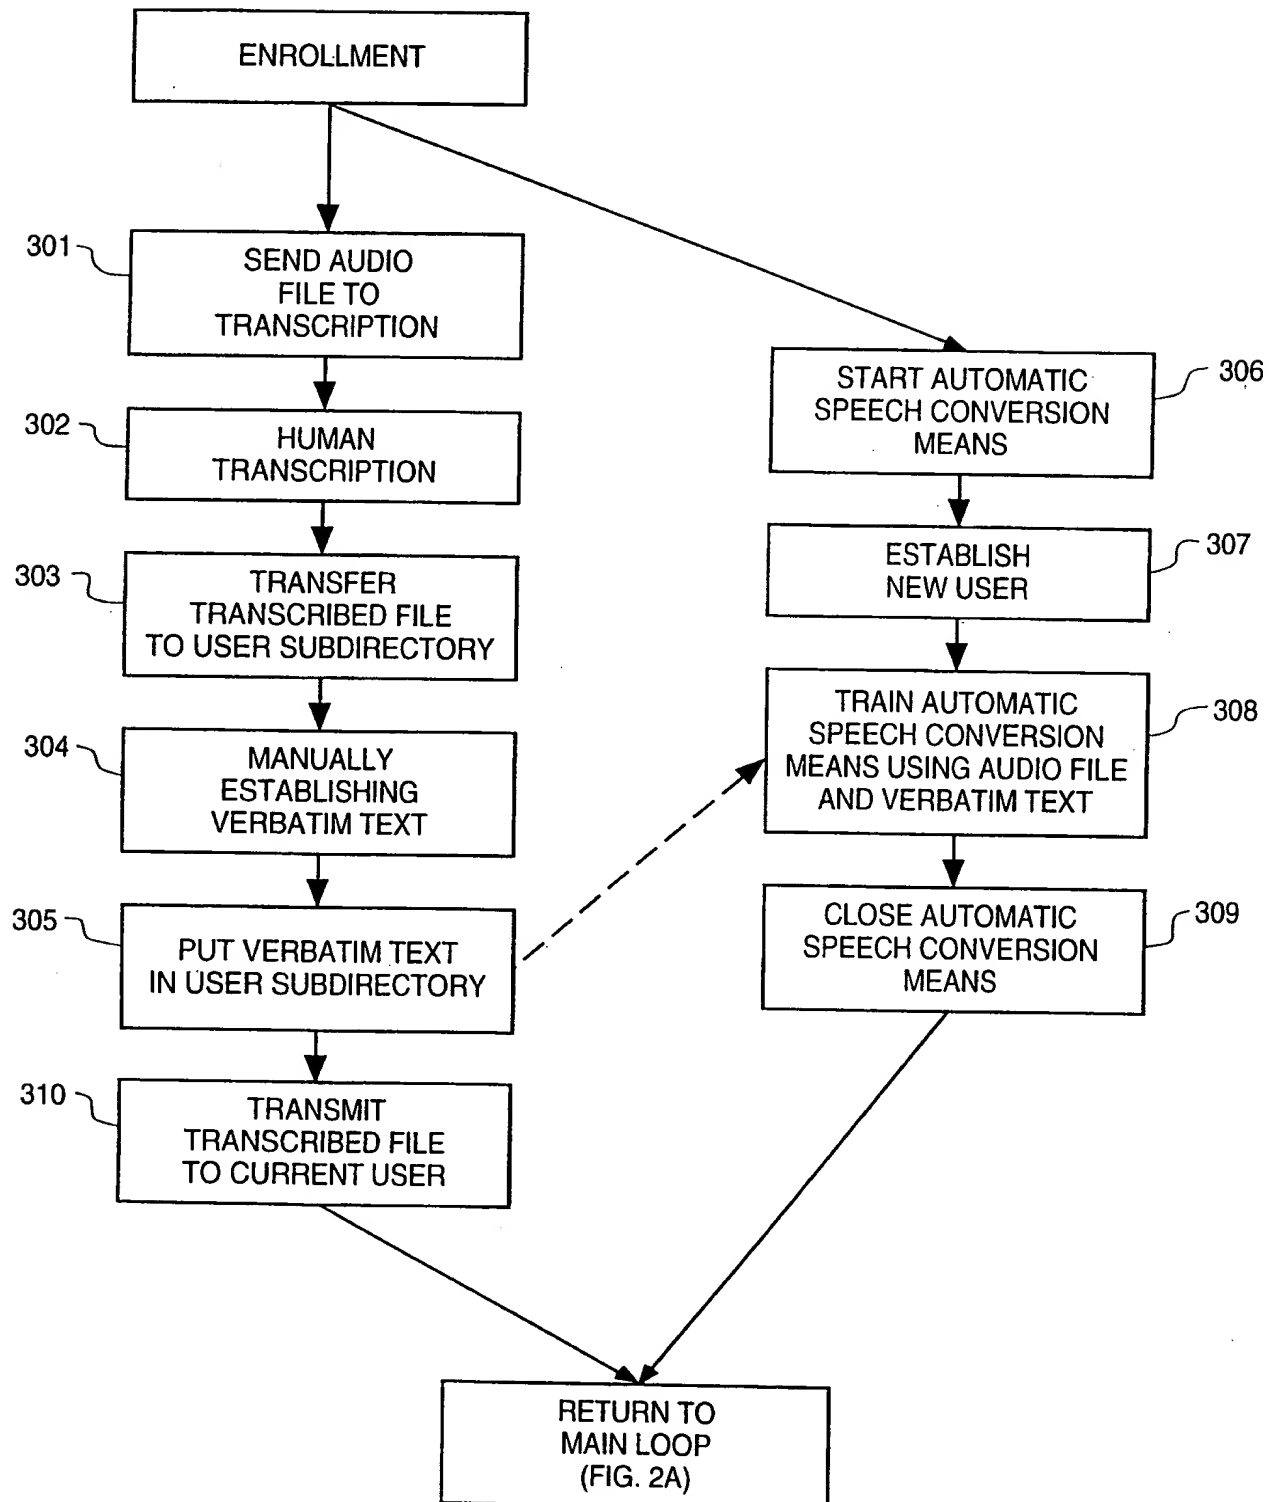 ENROLLMENT
301
SEND AUDIO
FILE TO
TRANSCRIPTION
302
HUMAN
TRANSCRIPTION
303
TRANSFER
TRANSCRIBED FILE
TO USER SUBDIRECTORY
304
MANUALLY
ESTABLISHING
VERBATIM TEXT
305
PUT VERBATIM TEXT
IN USER SUBDIRECTORY
310
TRANSMIT
TRANSCRIBED FILE
TO CURRENT USER
306
START AUTOMATIC
SPEECH CONVERSION
MEANS
307
ESTABLISH
NEW USER
308
TRAIN AUTOMATIC
SPEECH CONVERSION
MEANS USING AUDIO FILE
AND VERBATIM TEXT
309
CLOSE AUTOMATIC
SPEECH CONVERSION
MEANS
RETURN TO
MAIN LOOP
(FIG. 2A)